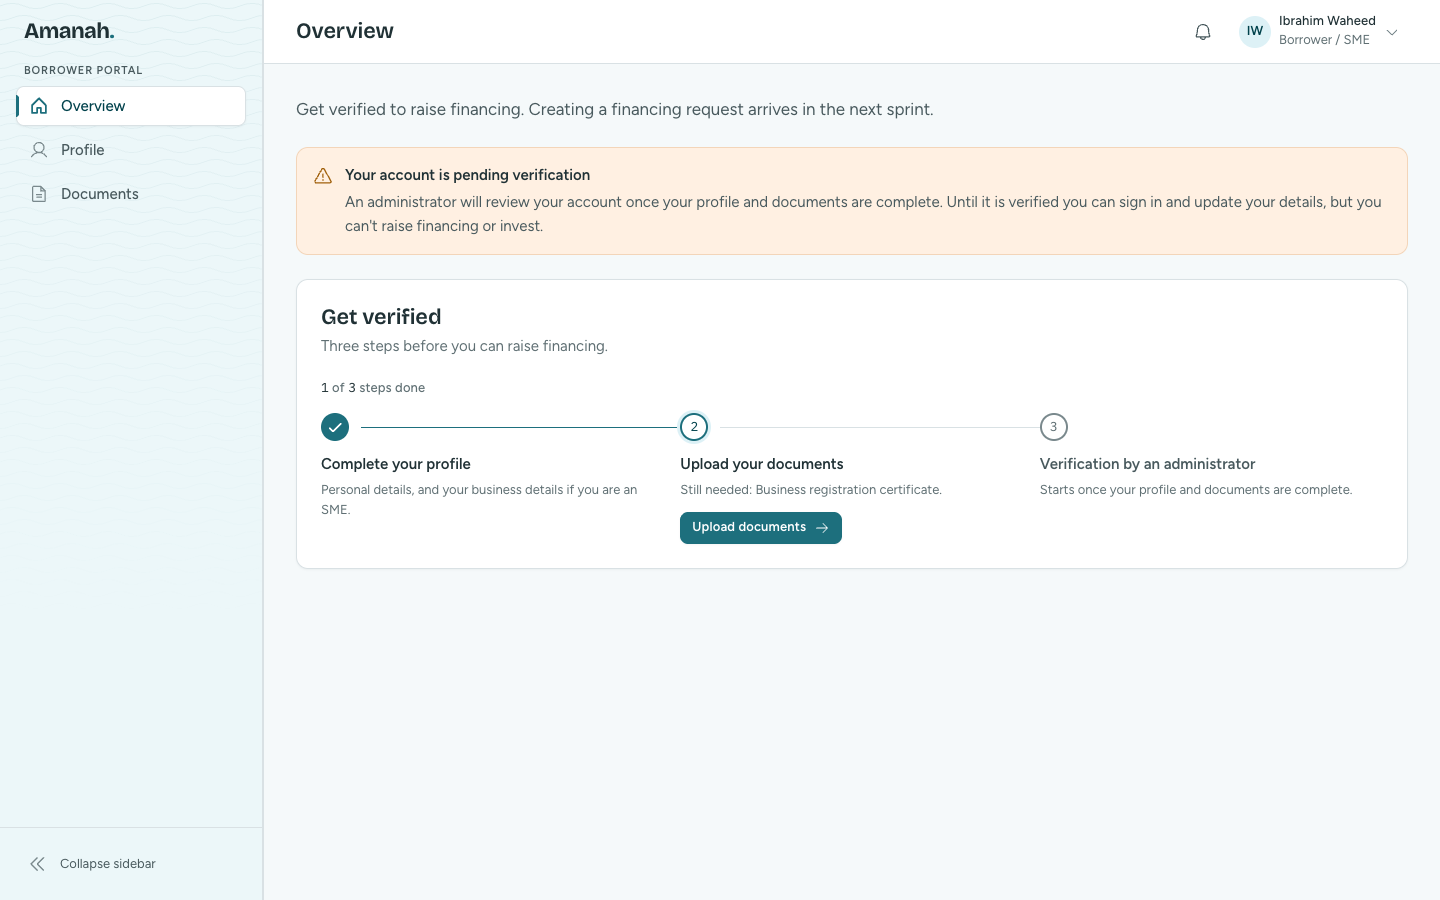 Amanah.
BORROWER PORTAL
Overview
Profile
Documents
Collapse sidebar
Overview
IW
Ibrahim Waheed
Borrower / SME
Get verified to raise financing. Creating a financing request arrives in the next sprint.
Your account is pending verification
An administrator will review your account once your profile and documents are complete. Until it is verified you can sign in and update your details, but you
can't raise financing or invest.
Get verified
Three steps before you can raise financing.
1 of 3 steps done
2
3
Complete your profile
Personal details, and your business details if you are an
SME.
Upload your documents
Still needed: Business registration certificate.
Upload documents
Verification by an administrator
Starts once your profile and documents are complete.